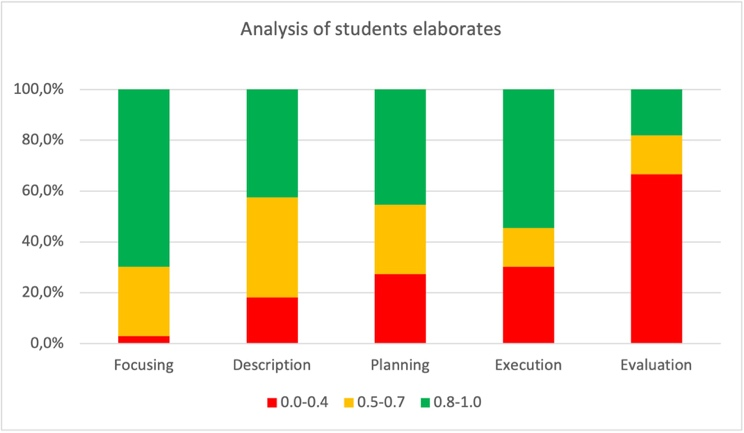 Analysis of students elaborates
100,0%
80,0%
60,0%
40,0%
20,0%
0,0%
Focusing Description Planning Execution Evaluation
0.0-0.4 0.5-0.7 0.8-1.0